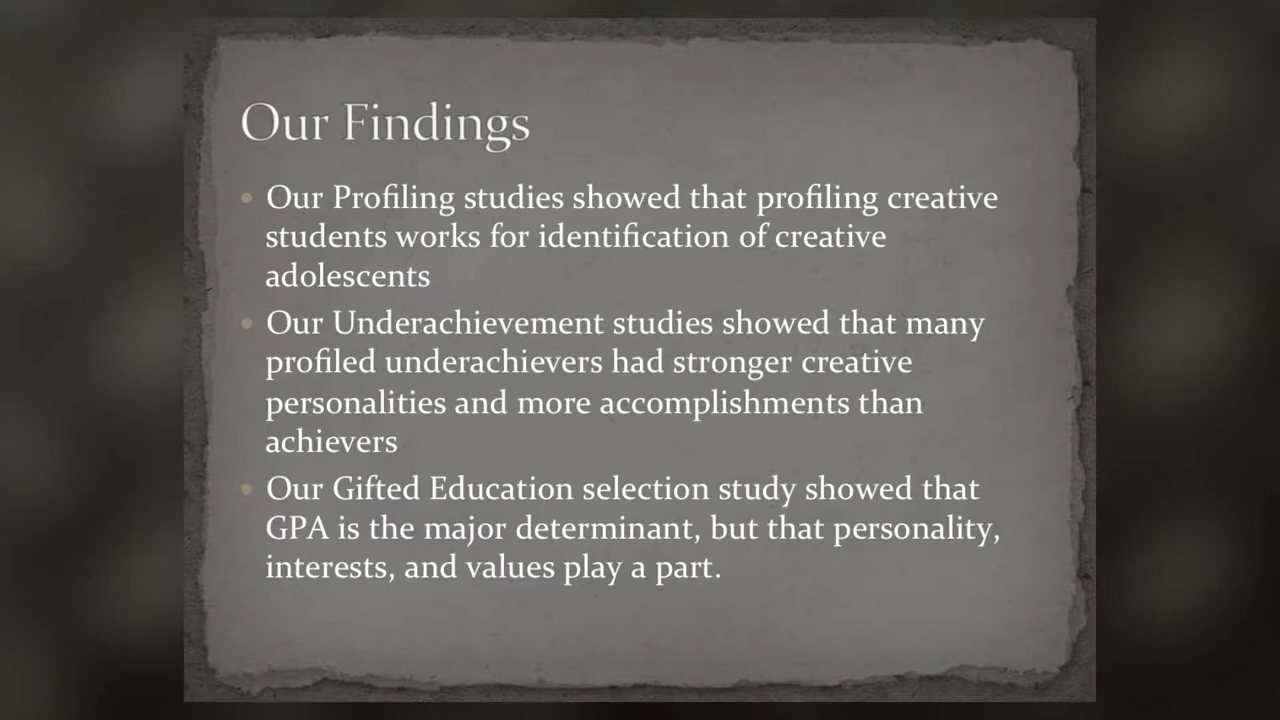 Our Findings
• Our Profiling studies showed that profiling creative
students works for identification of creative
adolescents
• Our Underachievement studies showed that many
profiled underachievers had stronger creative
personalities and more accomplishments than
achievers
• Our Gifted Education selection study showed that
GPA is the major determinant, but that personality,
interests, and values play a part.